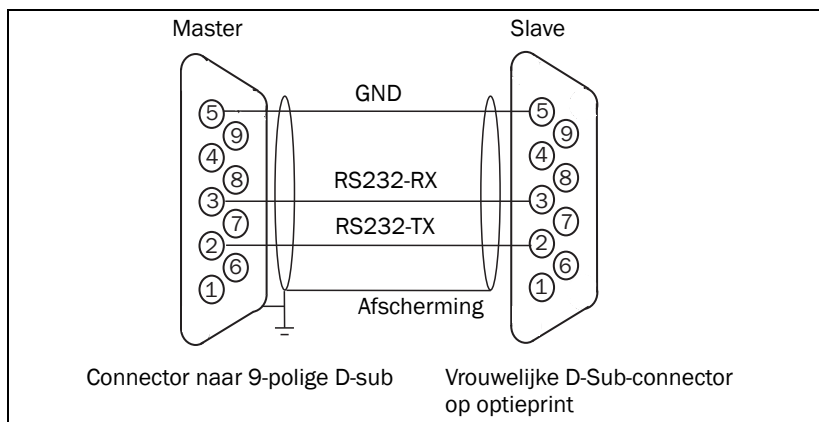 Master
Slave
GND
5
9
4
8
RS232-RX
3
7
RS232-TX
2
6
1
5
9
4
8
3
7
2
6
1
Afscherming
Connector naar 9-polige D-sub
Vrouwelijke D-Sub-connector
op optieprint